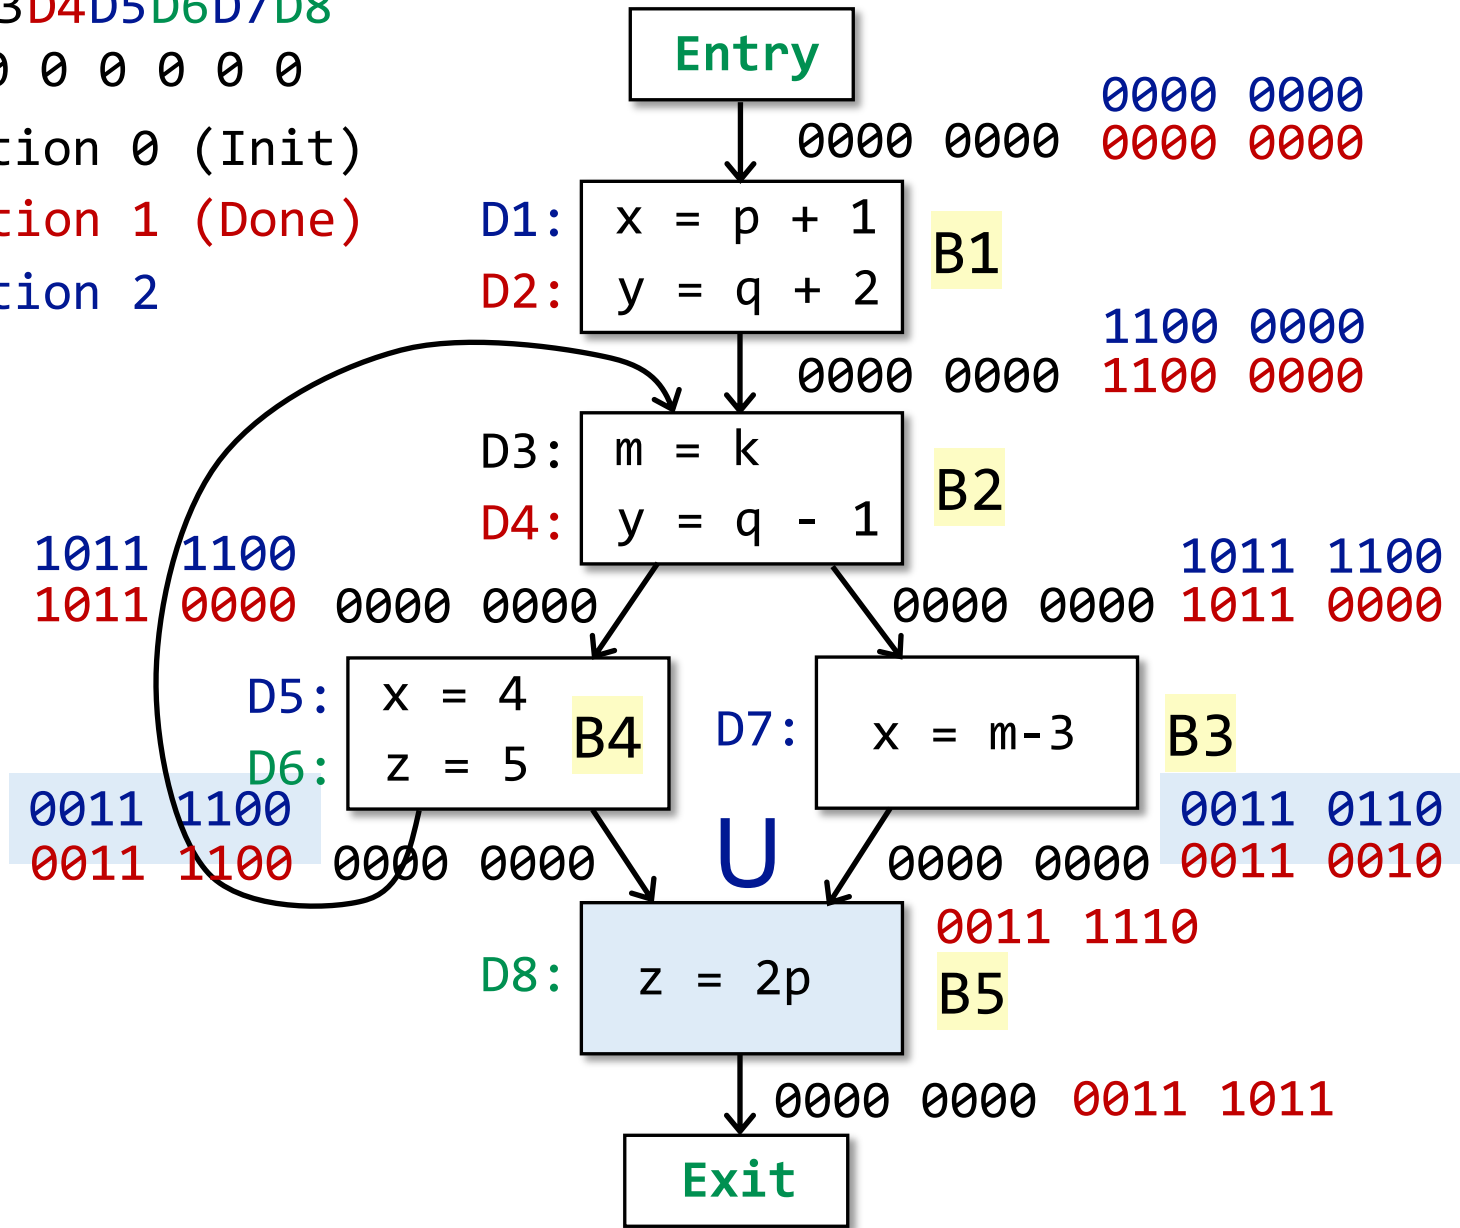 3D4D5D6D7D8
0 0 0 0 0 0
tion 0 (Init)
tion 1 (Done)
tion 2
Entry
0000 0000
0000 0000 0000 0000
D1: x = p + 1
D2: y = q + 2
B1
1100 0000
0000 0000 1100 0000
D3: m = k
D4: y = q - 1
B2
1011 1100
1011 0000 0000 0000
1011 1100
0000 0000 1011 0000
D5: x = 4
D6: z = 5
B4
D7: x = m-3
B3
0011 1100
0011 1100 0000 0000
U
0011 0110
0000 0000 0011 0010
0011 1110
D8: z = 2p
B5
0000 0000 0011 1011
Exit